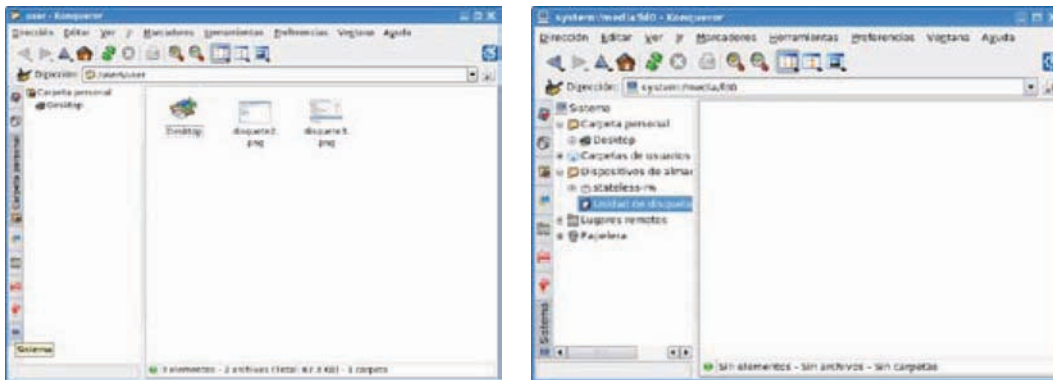 user - Konqueror
Dirección Editar Ver Ir Marcadores Herramientas Preferencias Ventana Ayuda
Dirección:
Carpeta personal
Desktop
Carpeta personal
Desktop
disquete2.
png
png
Sistema
3 elementos - 2 archivos (Total: KB) - 1 carpeta
system:/media/fd0 - Konqueror
Dirección Editar Ver Ir Marcadores Herramientas Preferencias Ventana Ayuda
Dirección: system:/media/fd0
Sistema
Carpeta personal
Desktop
Carpetas de usuarios
Dispositivos de almac
stateless-rw
Unidad de disquete
Lugares remotos
Papelera
Sistema
Sin elementos - Sin archivos - Sin carpetas